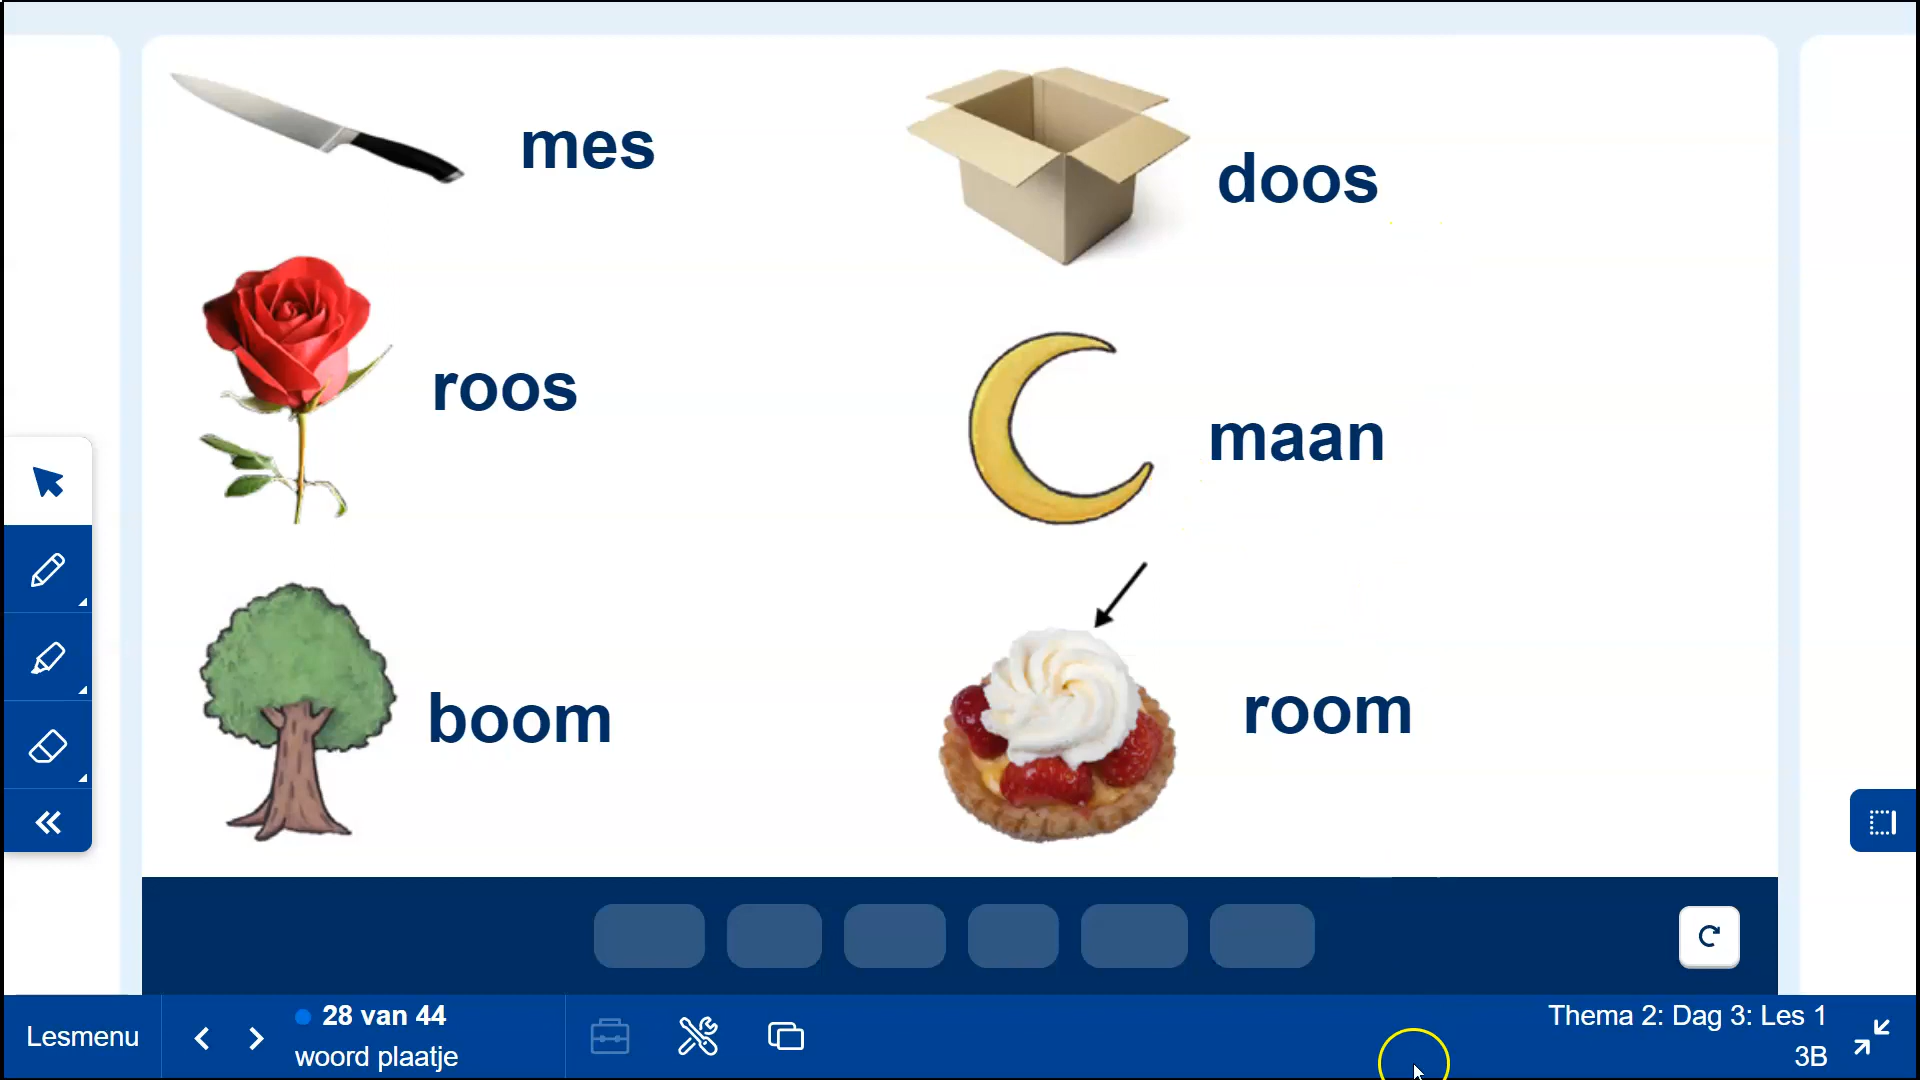 mes
doos
roos
maan
boom
room
Lesmenu
28 van 44
woord plaatje
Thema 2: Dag 3: Les 1
3B